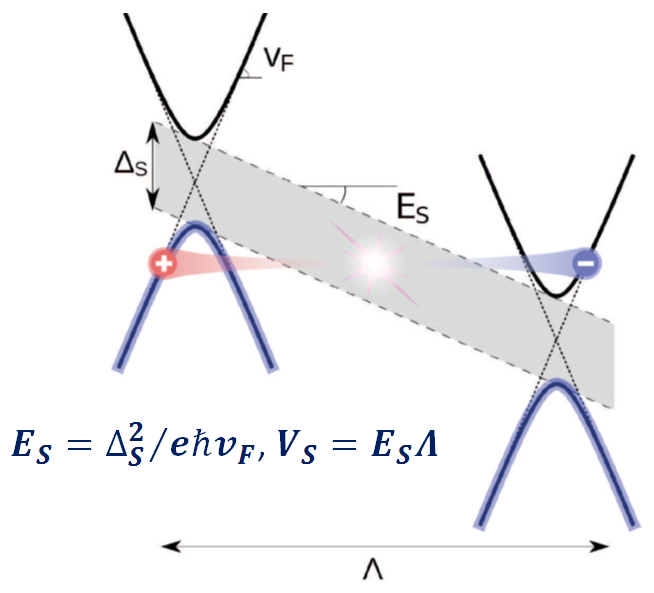 v_F
Δ_S
E_S
+
−
E_S = Δ_S^2/eħv_F, V_S = E_SΛ
Λ